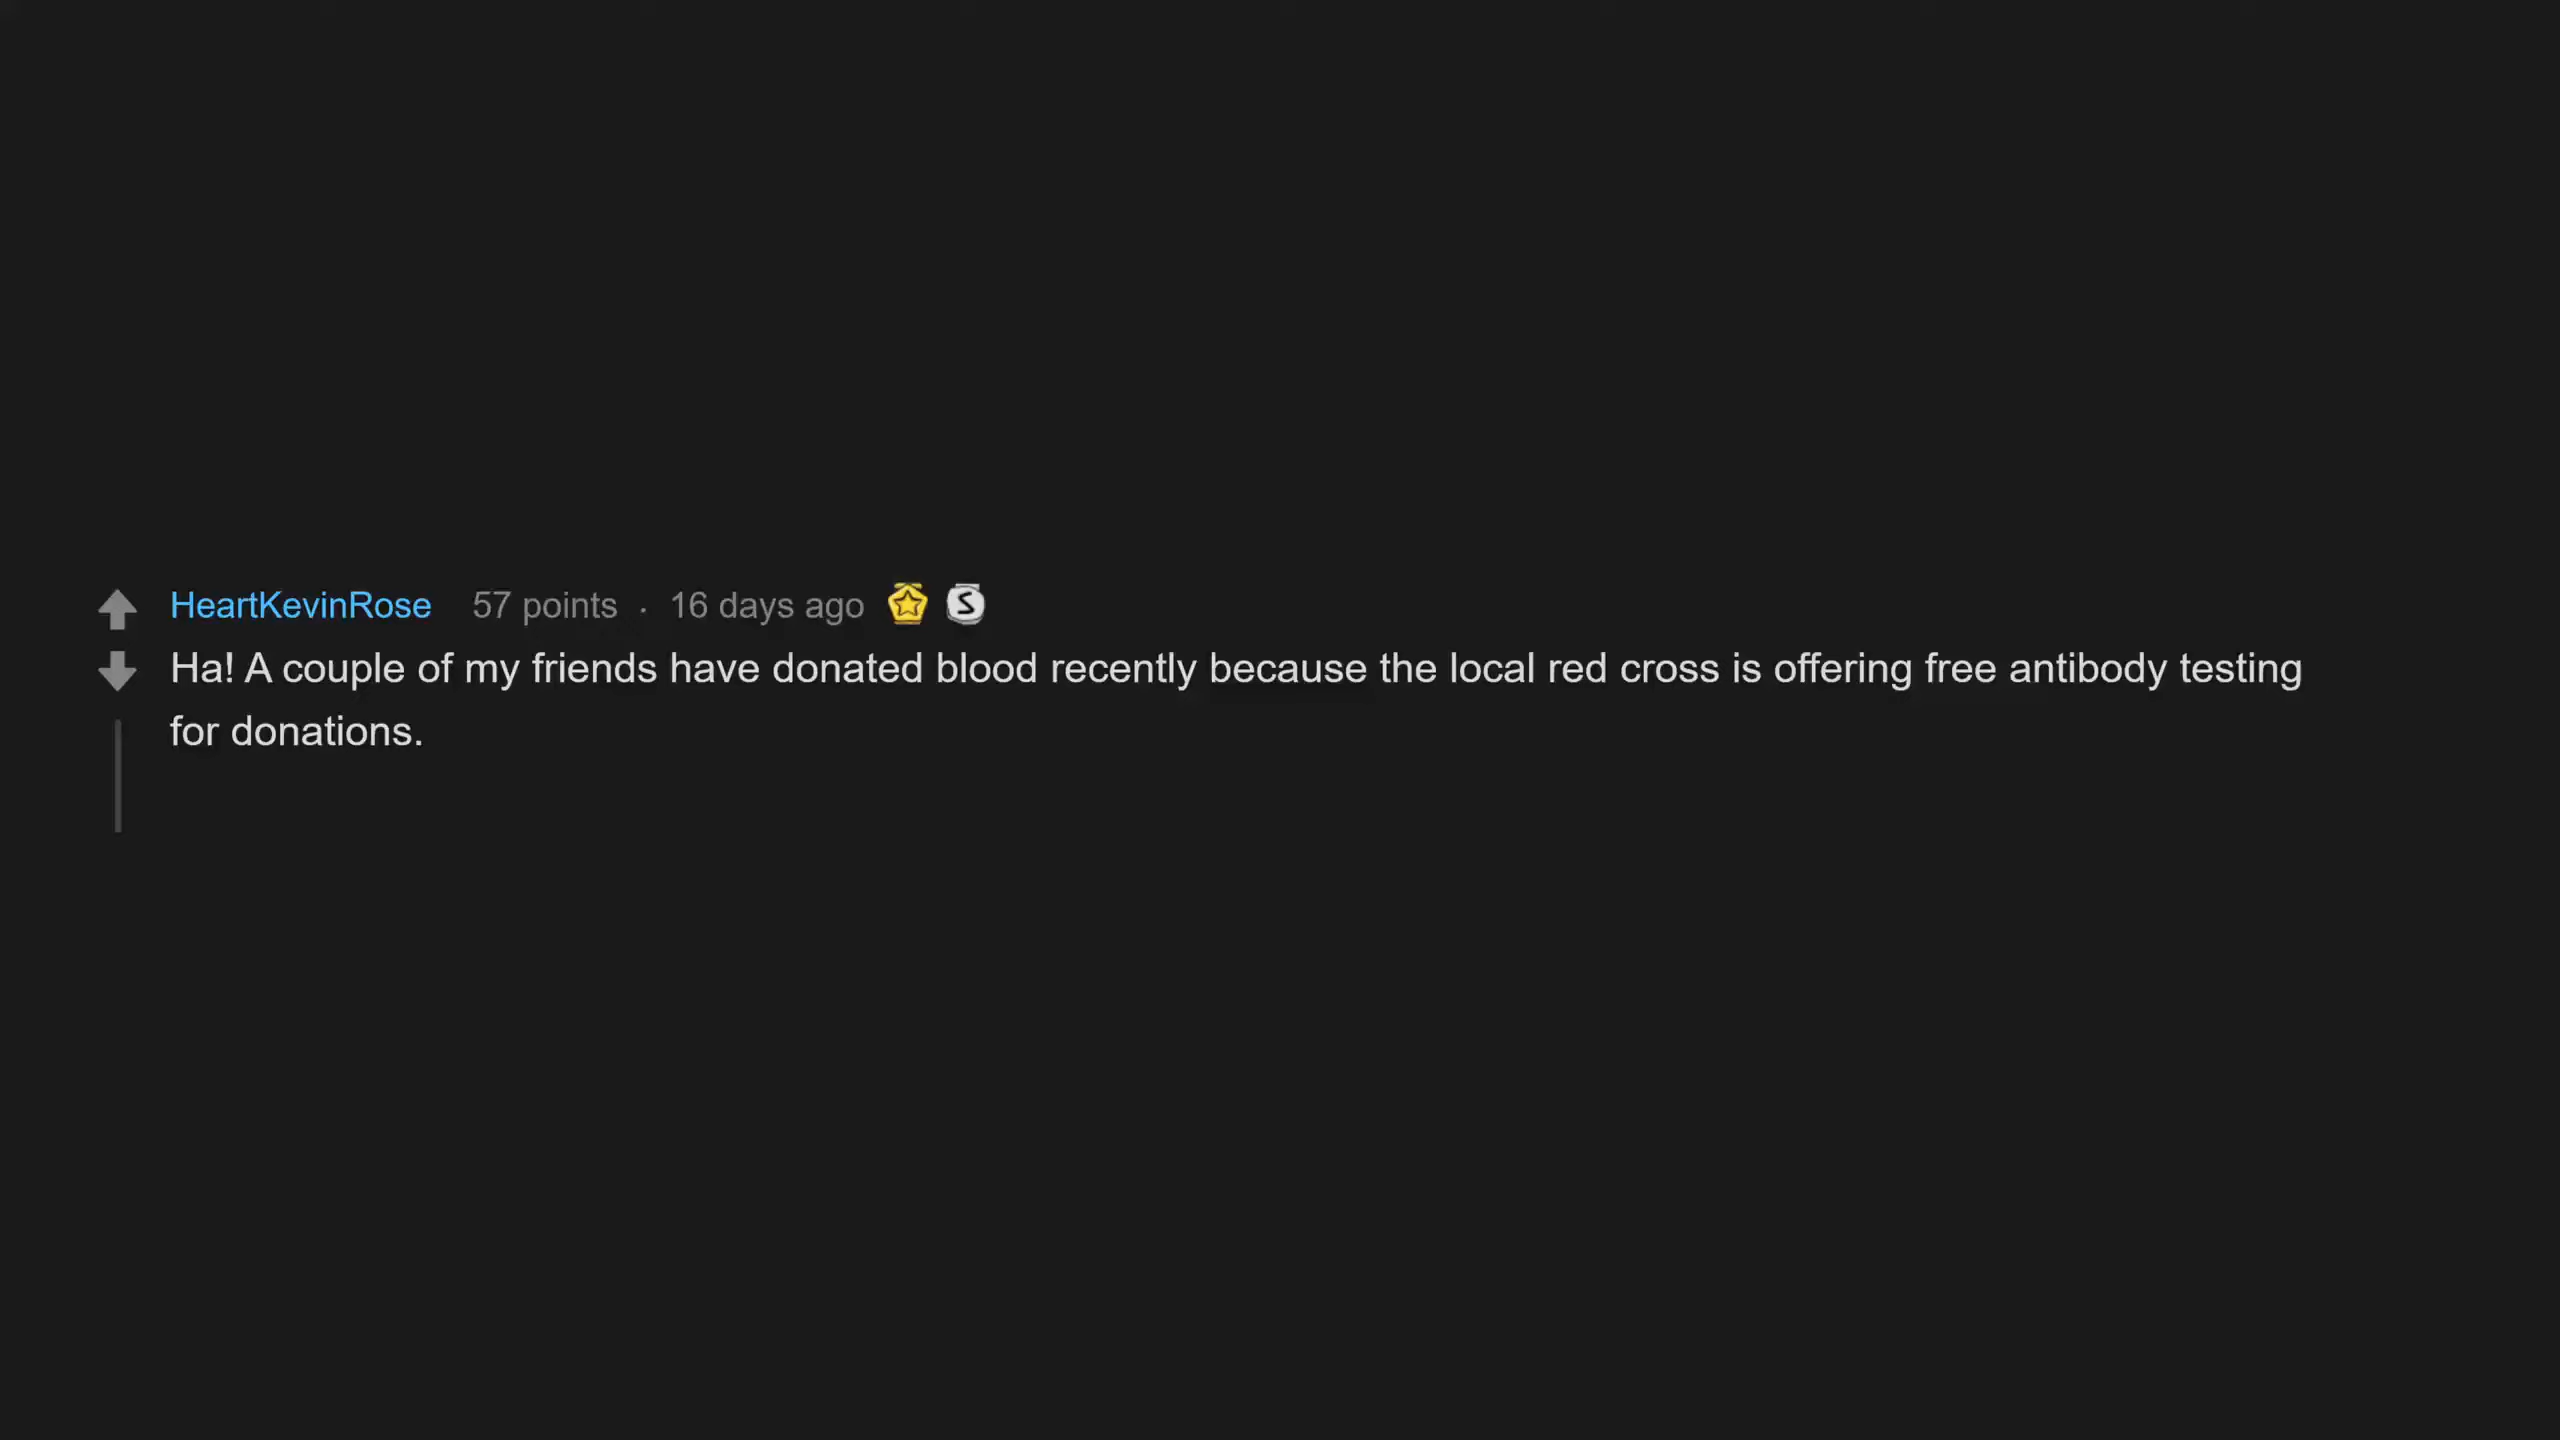 HeartKevinRose 57 points · 16 days ago S
Ha! A couple of my friends have donated blood recently because the local red cross is offering free antibody testing
for donations.